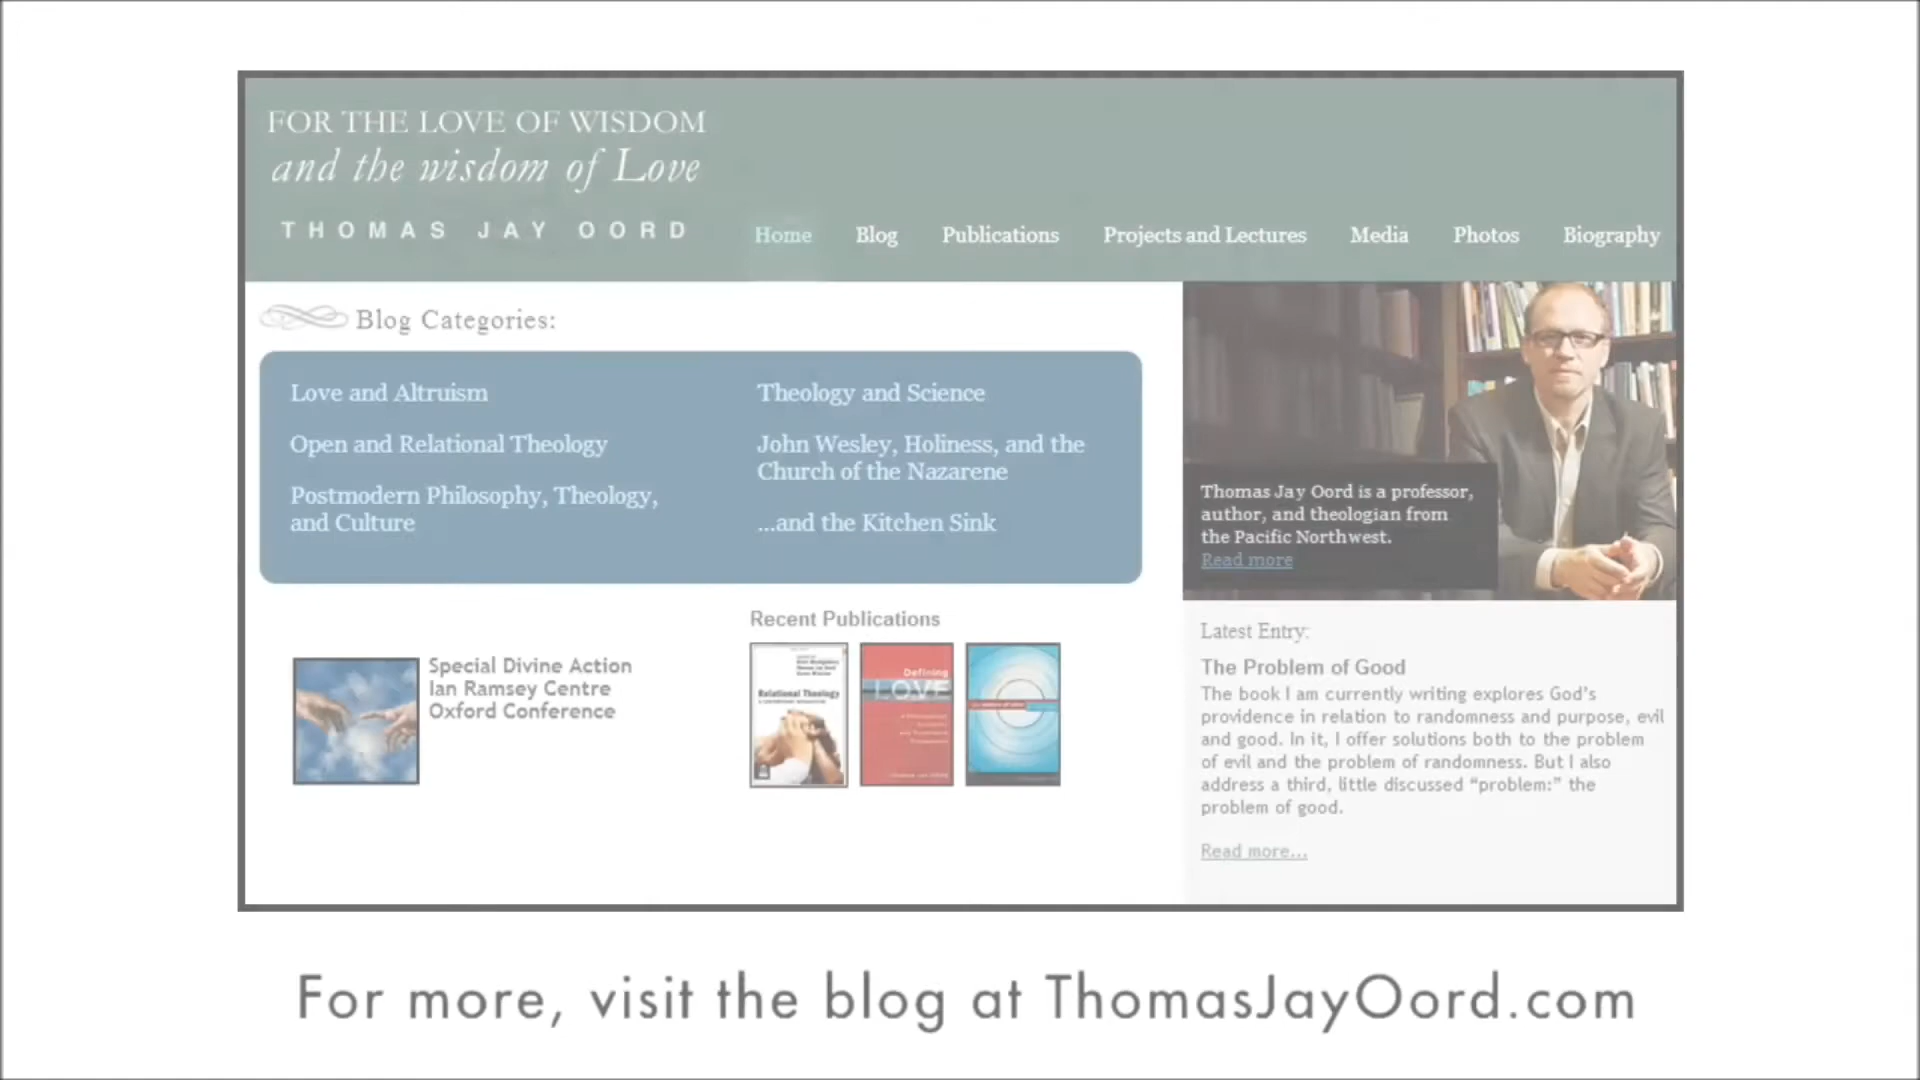 FOR THE LOVE OF WISDOM
and the wisdom of Love
THOMAS JAY OORD
Home Blog Publications Projects and Lectures Media Photos Biography
Blog Categories:
Love and Altruism
Open and Relational Theology
Postmodern Philosophy, Theology,
and Culture
Theology and Science
John Wesley, Holiness, and the
Church of the Nazarene
...and the Kitchen Sink
Thomas Jay Oord is a professor,
author, and theologian from
the Pacific Northwest.
Read more
Special Divine Action
Ian Ramsey Centre
Oxford Conference
Recent Publications
Relational Theology
Defining
LOVE
Latest Entry:
The Problem of Good
The book I am currently writing explores God's
providence in relation to randomness and purpose, evil
and good. In it, I offer solutions both to the problem
of evil and the problem of randomness. But I also
address a third, little discussed “problem:” the
problem of good.
Read more...
For more, visit the blog at ThomasJayOord.com